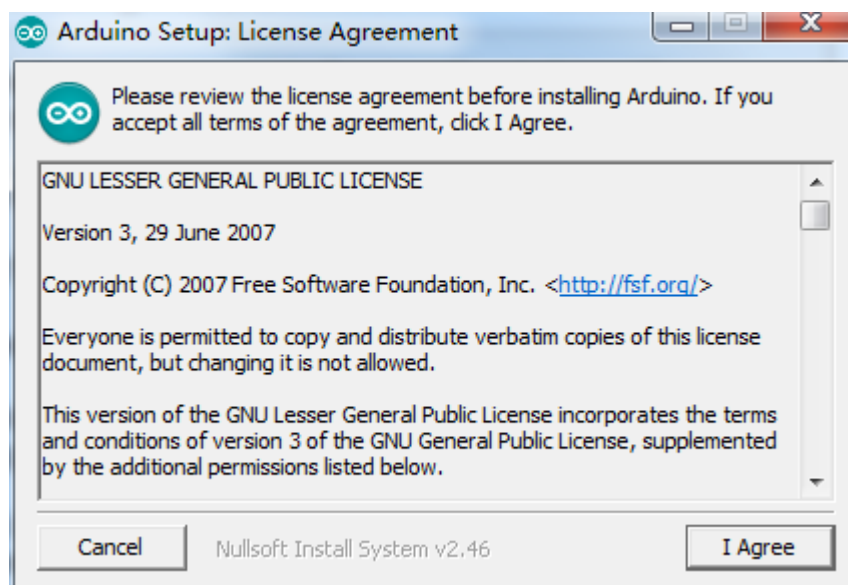 Arduino Setup: License Agreement
Please review the license agreement before installing Arduino. If you
accept all terms of the agreement, click I Agree.
GNU LESSER GENERAL PUBLIC LICENSE
Version 3, 29 June 2007
Copyright (C) 2007 Free Software Foundation, Inc. <http://fsf.org/>
Everyone is permitted to copy and distribute verbatim copies of this license
document, but changing it is not allowed.
This version of the GNU Lesser General Public License incorporates the terms
and conditions of version 3 of the GNU General Public License, supplemented
by the additional permissions listed below.
Cancel
Nullsoft Install System v2.46
I Agree